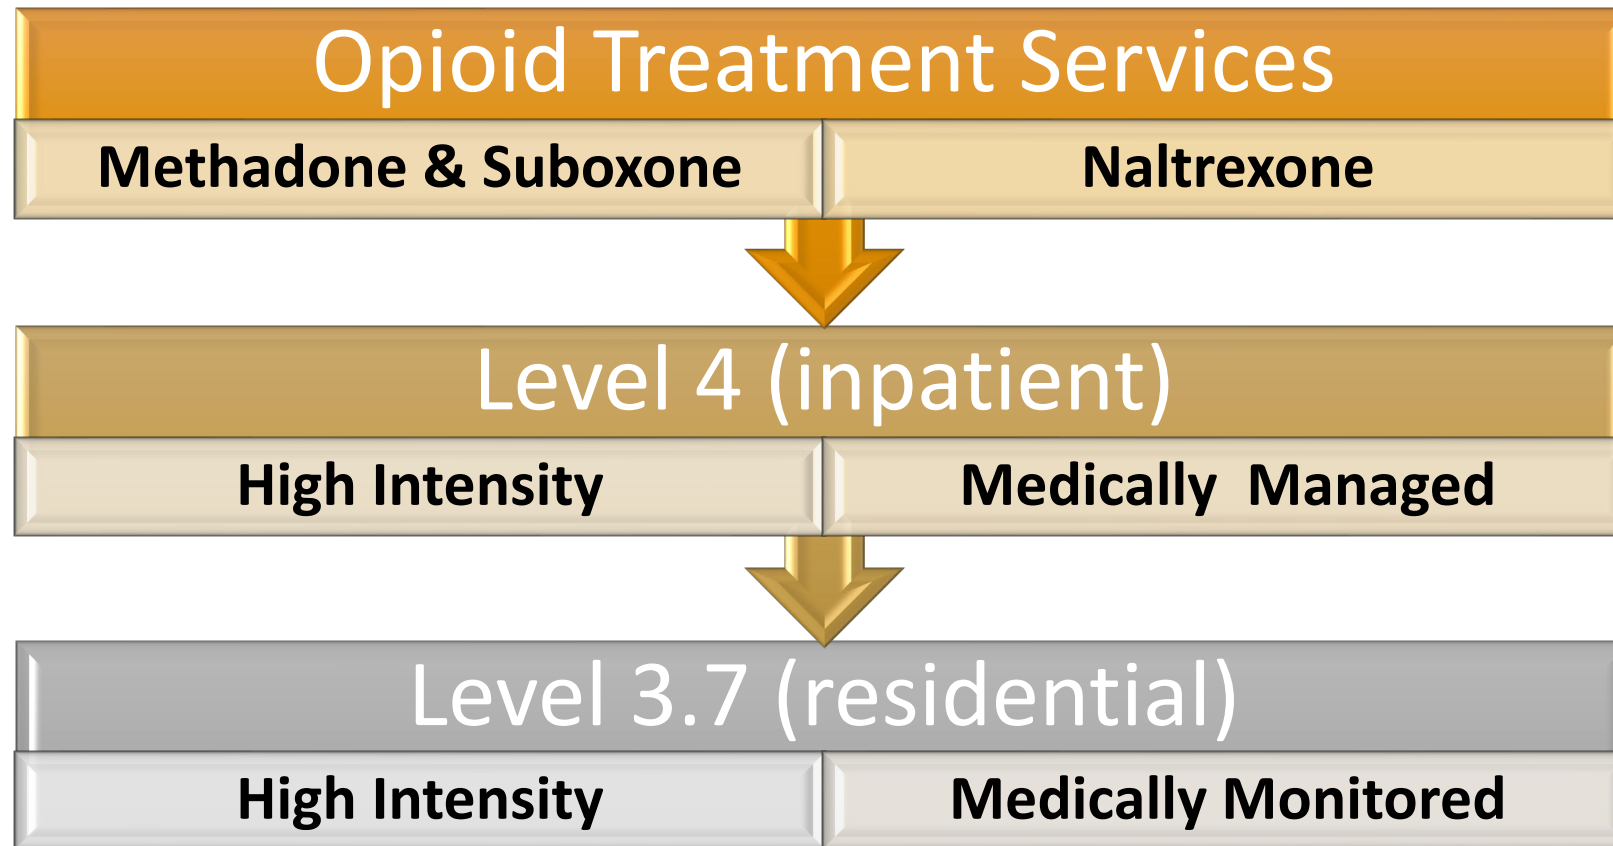 Opioid Treatment Services
Methadone & Suboxone
Naltrexone
Level 4 (inpatient)
High Intensity
Medically  Managed
Level 3.7 (residential)
High Intensity
Medically Monitored